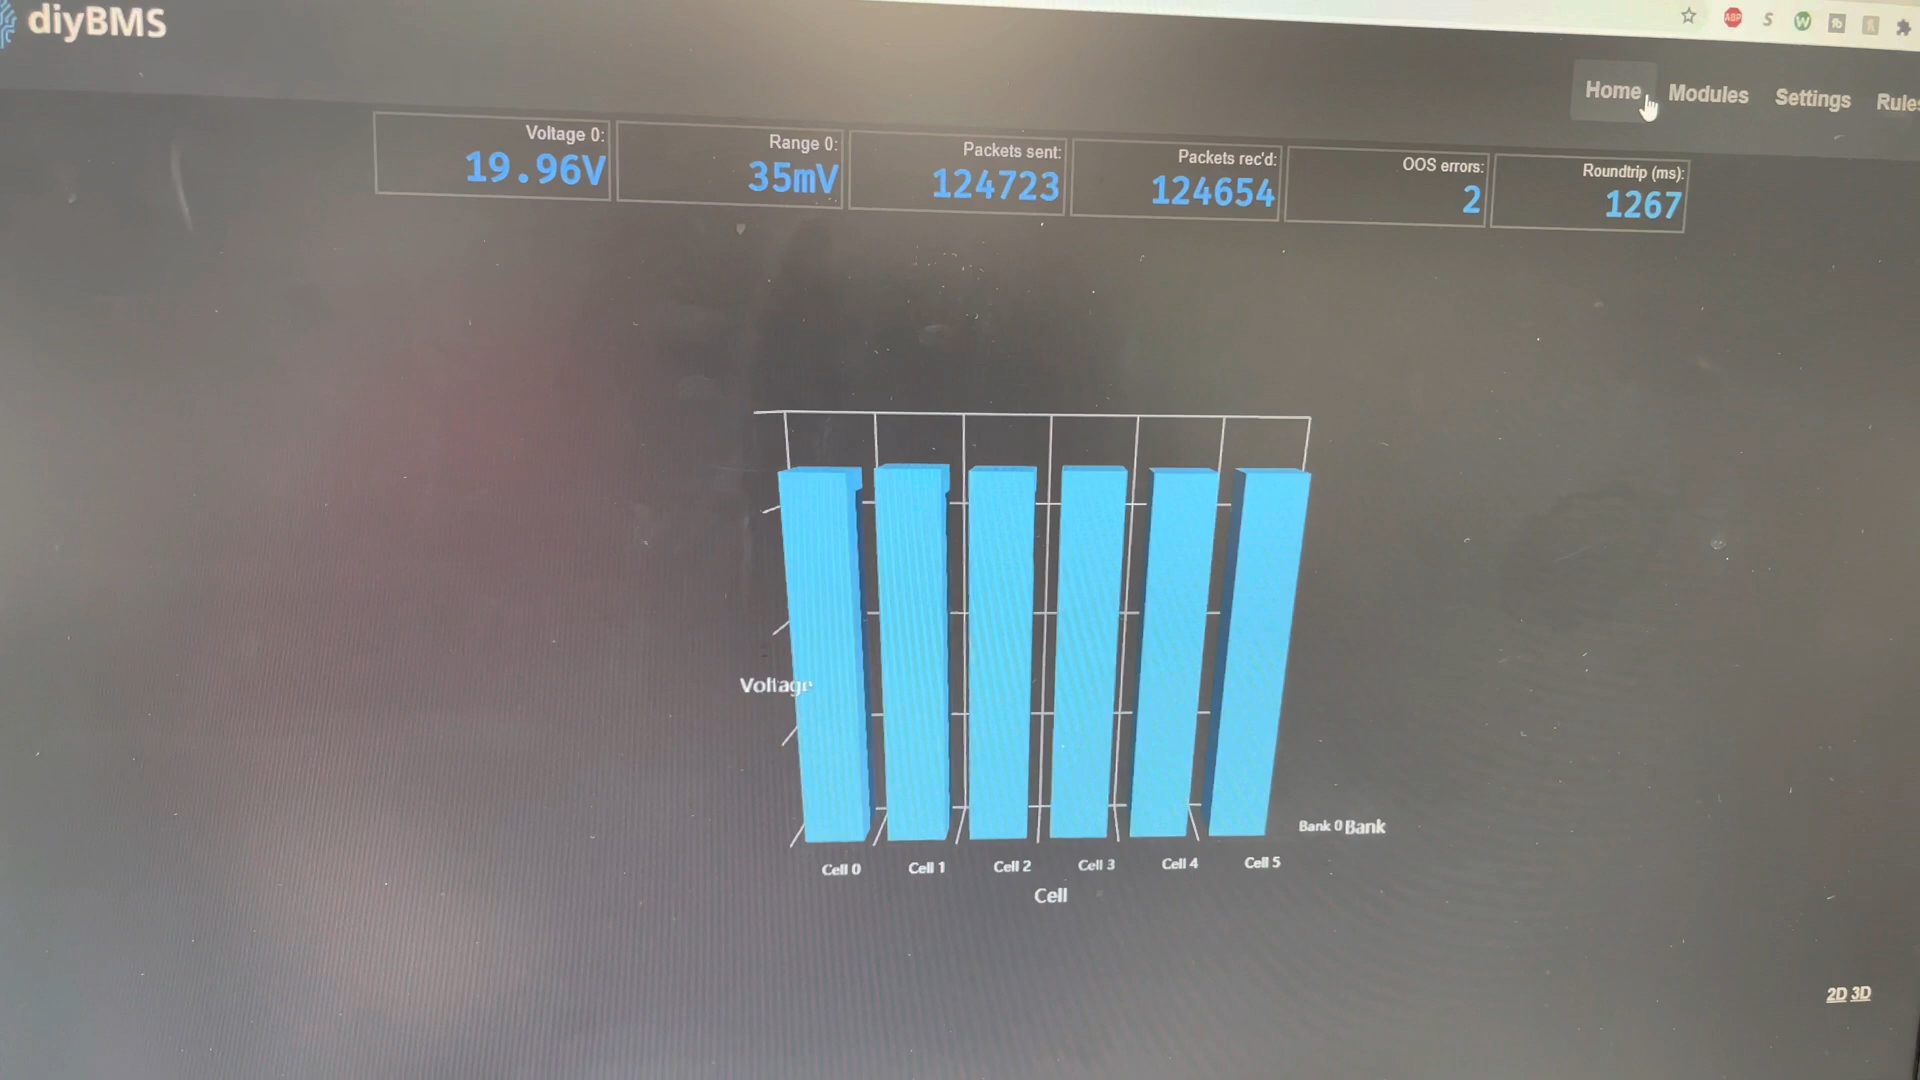 diyBMS
ABP
Home
Modules
Settings
Rules
Voltage 0:
19.96V
Range 0:
35mV
Packets sent:
124723
Packets rec'd:
124654
OOS errors:
2
Roundtrip (ms):
1267
Voltage
Bank 0
Bank
Cell 0
Cell 1
Cell 2
Cell 3
Cell 4
Cell 5
Cell
2D 3D